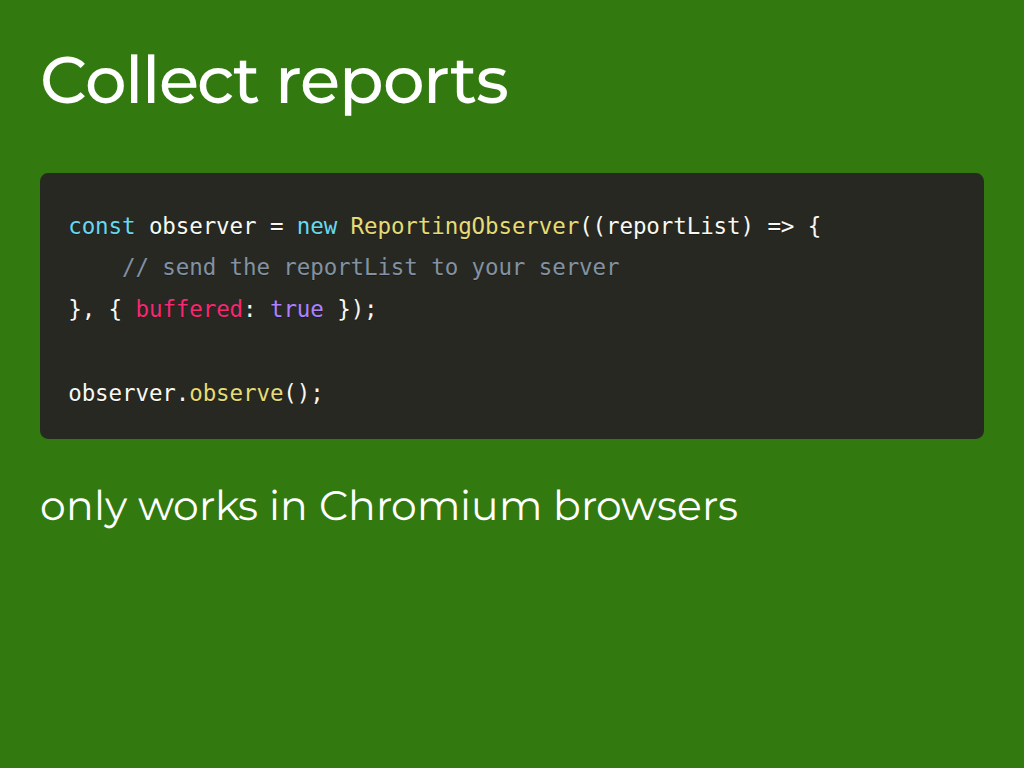 Collect reports
const observer = new ReportingObserver((reportList) => {
    // send the reportList to your server
}, { buffered: true });
observer.observe();
only works in Chromium browsers